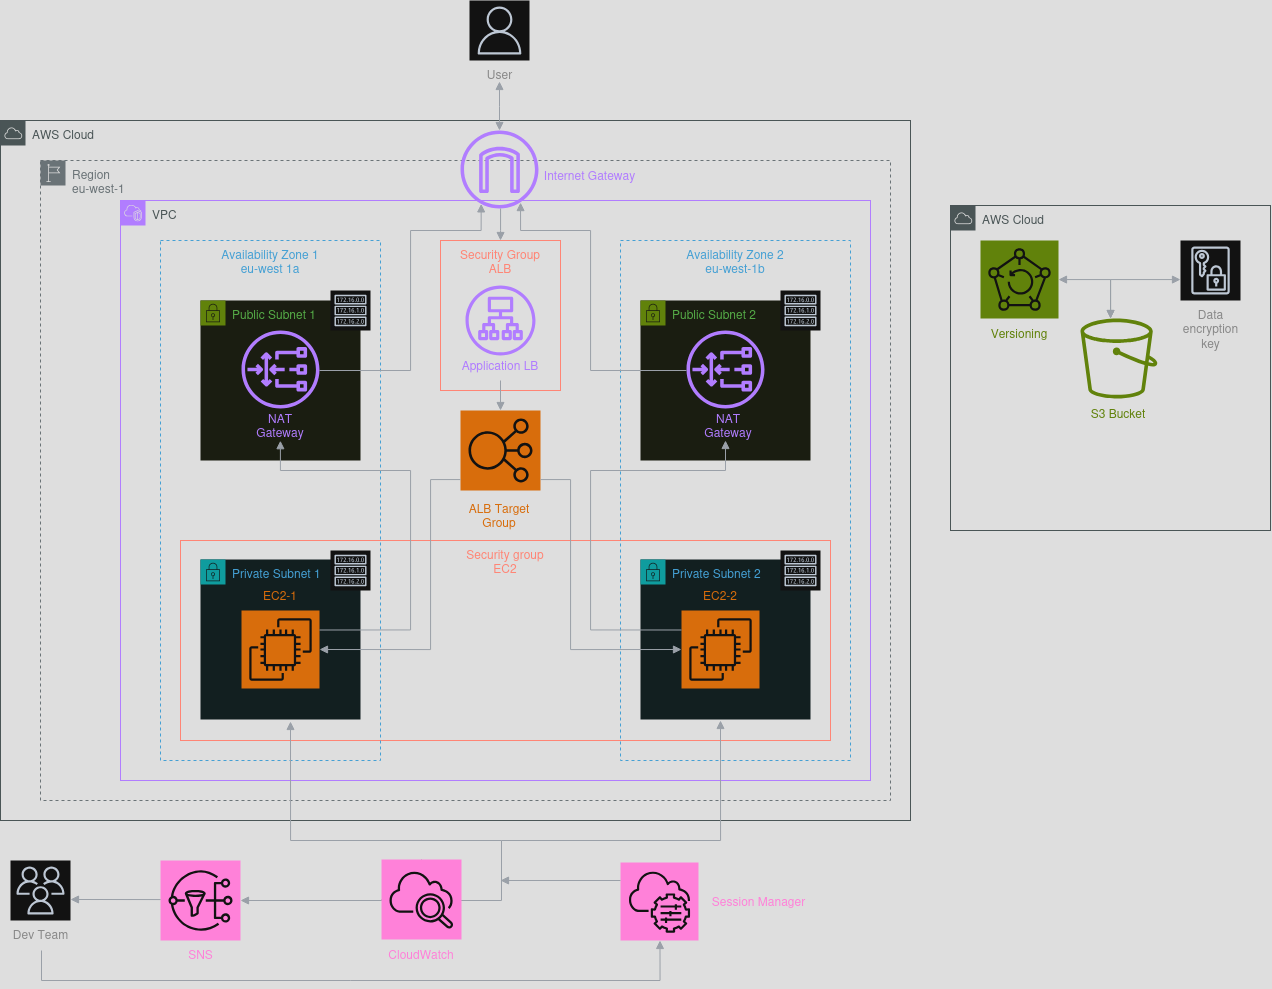 User
AWS Cloud
Region
eu-west-1
Internet Gateway
VPC
Availability Zone 1
eu-west 1a
Security Group
ALB
Availability Zone 2
eu-west-1b
Public Subnet 1
172.16.0.0
172.16.1.0
172.16.2.0
Application LB
Public Subnet 2
172.16.0.0
172.16.1.0
172.16.2.0
NAT
Gateway
NAT
Gateway
ALB Target
Group
Security group
EC2
Private Subnet 1
172.16.0.0
172.16.1.0
172.16.2.0
EC2-1
Private Subnet 2
172.16.0.0
172.16.1.0
172.16.2.0
EC2-2
Dev Team
SNS
CloudWatch
Session Manager
AWS Cloud
Versioning
Data
encryption
key
S3 Bucket